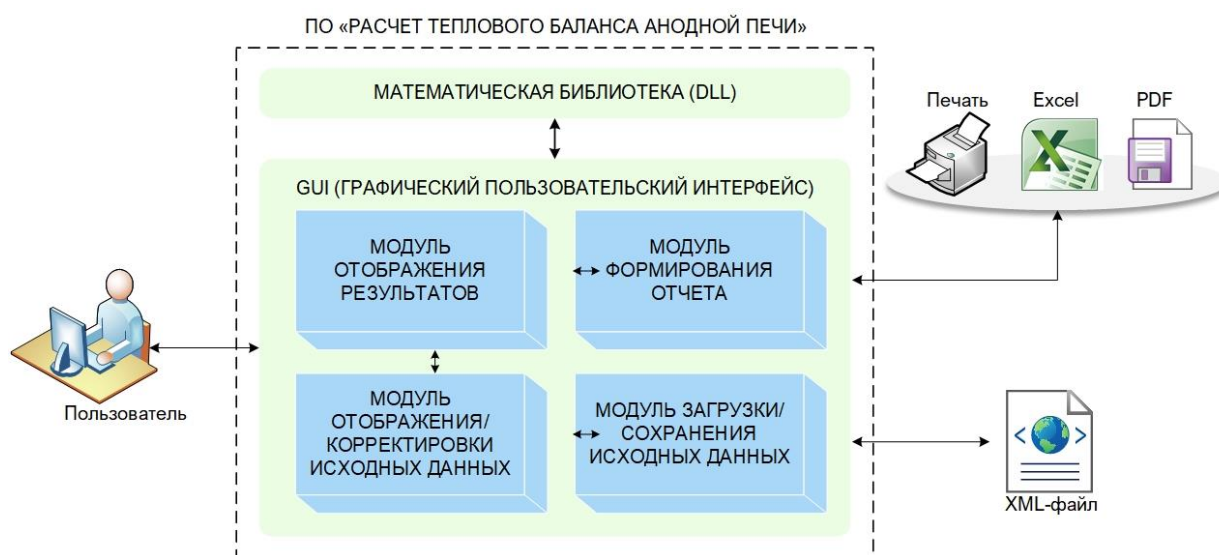 ПО «РАСЧЕТ ТЕПЛОВОГО БАЛАНСА АНОДНОЙ ПЕЧИ»
МАТЕМАТИЧЕСКАЯ БИБЛИОТЕКА (DLL)
Печать
Excel
PDF
GUI (ГРАФИЧЕСКИЙ ПОЛЬЗОВАТЕЛЬСКИЙ ИНТЕРФЕЙС)
МОДУЛЬ
ОТОБРАЖЕНИЯ
РЕЗУЛЬТАТОВ
МОДУЛЬ
ФОРМИРОВАНИЯ
ОТЧЕТА
Пользователь
МОДУЛЬ
ОТОБРАЖЕНИЯ/
КОРРЕКТИРОВКИ
ИСХОДНЫХ ДАННЫХ
МОДУЛЬ ЗАГРУЗКИ/
СОХРАНЕНИЯ
ИСХОДНЫХ ДАННЫХ
XML-файл